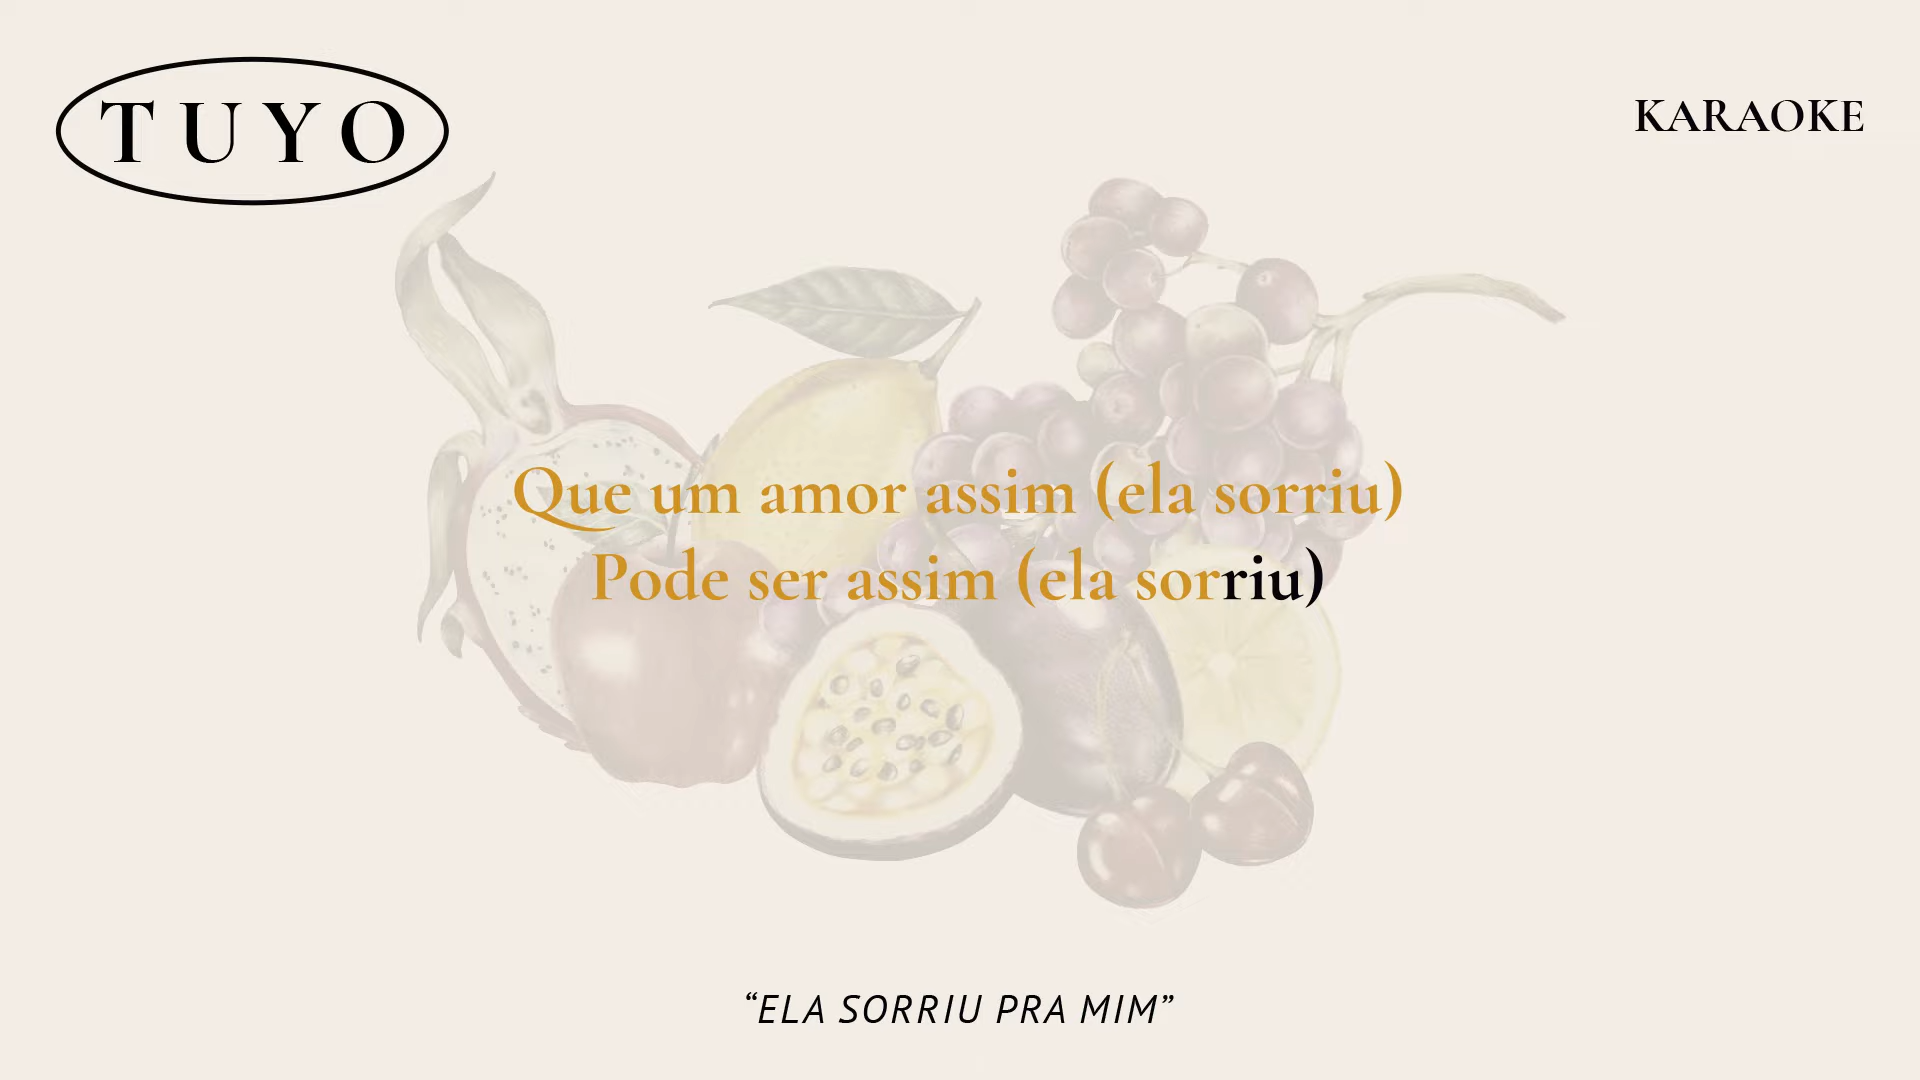 TUYO
KARAOKE
Que um amor assim (ela sorriu)
Pode ser assim (ela sorriu)
“ELA SORRIU PRA MIM”